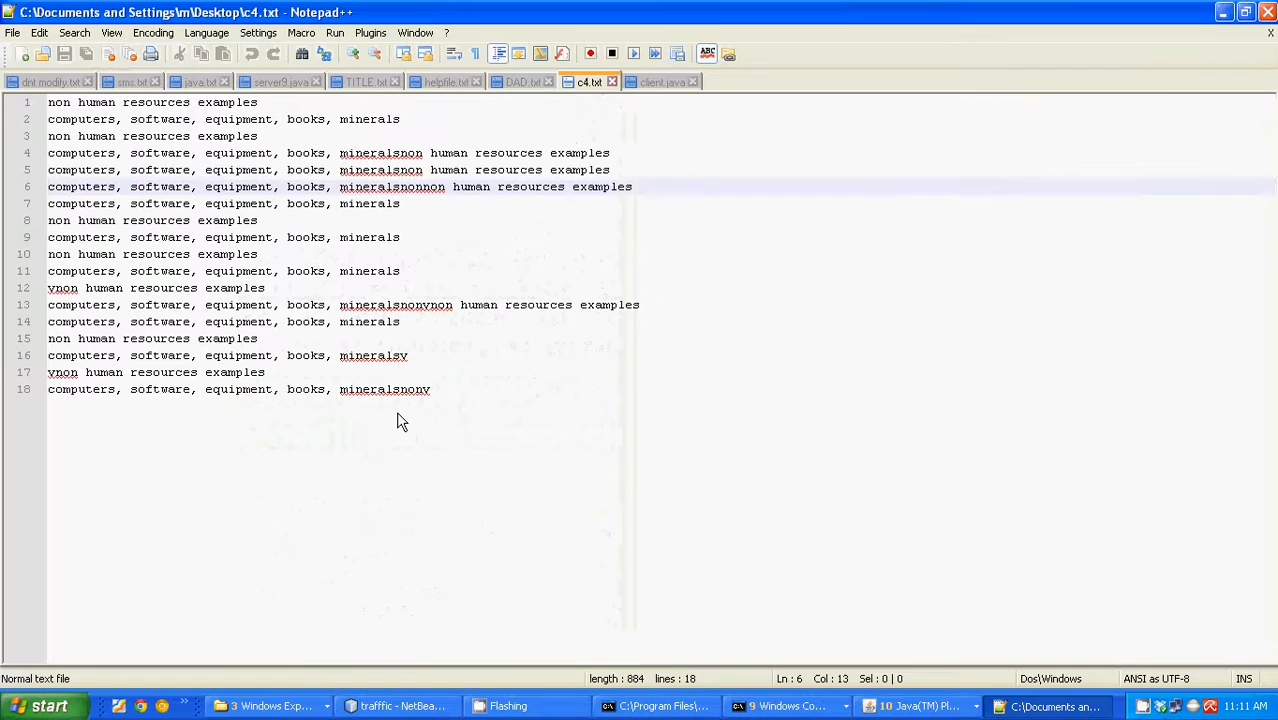 C:\Documents and Settings\m\Desktop\c4.txt - Notepad++
File Edit Search View Encoding Language Settings Macro Run Plugins Window ? X
dnt modify.txt sms.txt java.txt server9.java TITLE.txt helpfile.txt DAD.txt c4.txt client.java
1 non human resources examples
2 computers, software, equipment, books, minerals
3 non human resources examples
4 computers, software, equipment, books, mineralsnon human resources examples
5 computers, software, equipment, books, mineralsnon human resources examples
6 computers, software, equipment, books, mineralsnonnon human resources examples
7 computers, software, equipment, books, minerals
8 non human resources examples
9 computers, software, equipment, books, minerals
10 non human resources examples
11 computers, software, equipment, books, minerals
12 vnon human resources examples
13 computers, software, equipment, books, mineralsnonvnon human resources examples
14 computers, software, equipment, books, minerals
15 non human resources examples
16 computers, software, equipment, books, mineralsv
17 vnon human resources examples
18 computers, software, equipment, books, mineralsnonv
Normal text file length : 884 lines : 18 Ln : 6 Col : 13 Sel : 0 | 0 Dos\Windows ANSI as UTF-8 INS
start 3 Windows Exp... trafffic - NetBea... Flashing C:\Program Files\... 9 Windows Co... 10 Java(TM) Pl... C:\Documents an... 11:11 AM